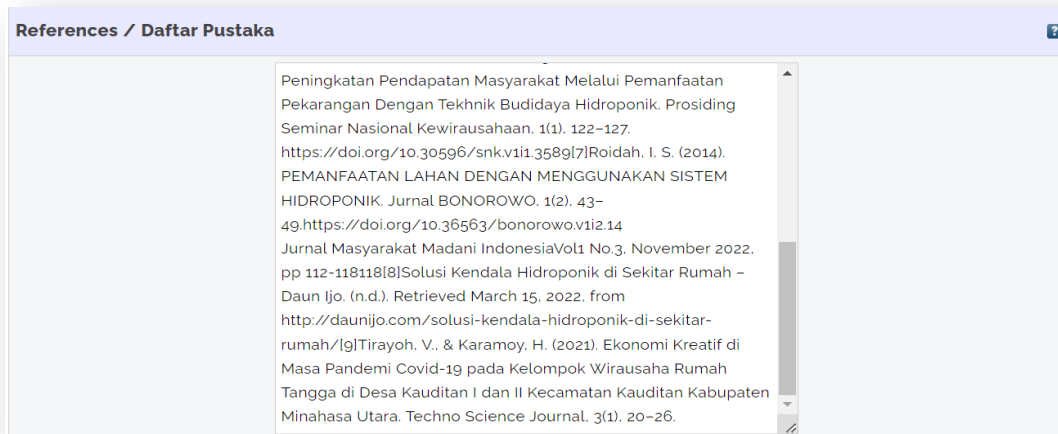 References / Daftar Pustaka
?
Peningkatan Pendapatan Masyarakat Melalui Pemanfaatan
Pekarangan Dengan Tekhnik Budidaya Hidroponik. Prosiding
Seminar Nasional Kewirausahaan, 1(1), 122–127.
https://doi.org/10.30596/snk.v1i1.3589[7]Roidah, I. S. (2014).
PEMANFAATAN LAHAN DENGAN MENGGUNAKAN SISTEM
HIDROPONIK. Jurnal BONOROWO, 1(2), 43–
49.https://doi.org/10.36563/bonorowo.v1i2.14
Jurnal Masyarakat Madani IndonesiaVol1 No.3, November 2022,
pp 112-118118[8]Solusi Kendala Hidroponik di Sekitar Rumah –
Daun Ijo. (n.d.). Retrieved March 15, 2022, from
http://daunijo.com/solusi-kendala-hidroponik-di-sekitar-
rumah/[9]Tirayoh, V., & Karamoy, H. (2021). Ekonomi Kreatif di
Masa Pandemi Covid-19 pada Kelompok Wirausaha Rumah
Tangga di Desa Kauditan I dan II Kecamatan Kauditan Kabupaten
Minahasa Utara. Techno Science Journal, 3(1), 20–26.